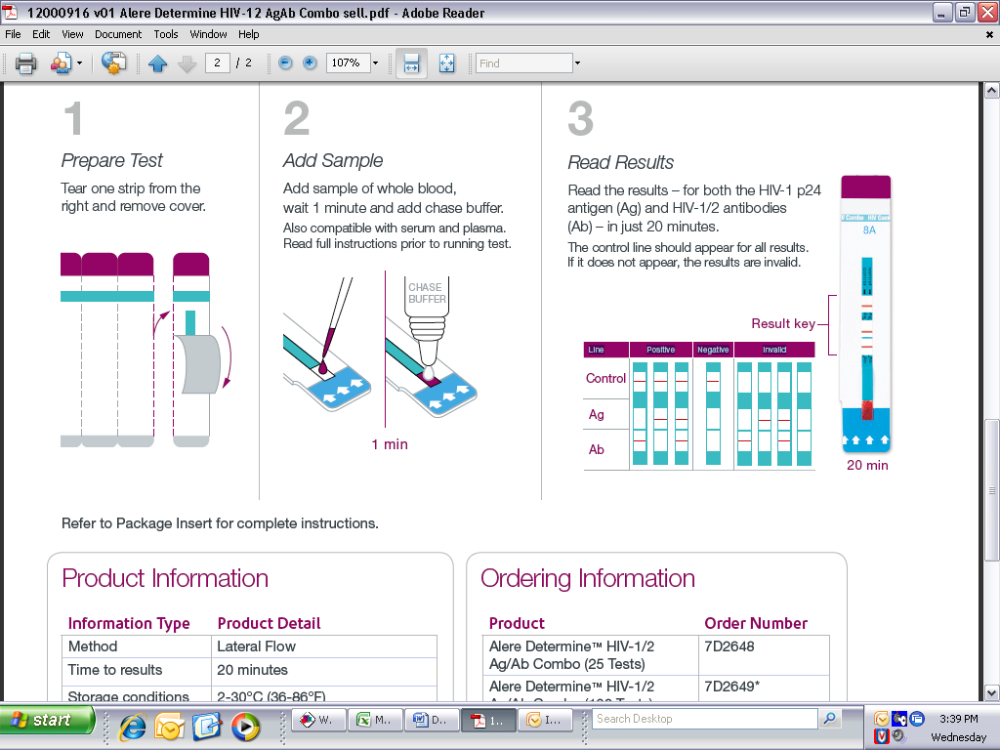 12000916 v01 Alere Determine HIV-12 AgAb Combo sell.pdf - Adobe Reader
File Edit View Document Tools Window Help
2 / 2 107% Find
1
Prepare Test
Tear one strip from the
right and remove cover.
2
Add Sample
Add sample of whole blood,
wait 1 minute and add chase buffer.
Also compatible with serum and plasma.
Read full instructions prior to running test.
CHASE
BUFFER
1 min
3
Read Results
Read the results – for both the HIV-1 p24
antigen (Ag) and HIV-1/2 antibodies
(Ab) – in just 20 minutes.
The control line should appear for all results.
If it does not appear, the results are invalid.
8A
Result key
Line Positive Negative Invalid
Control
Ag
Ab
20 min
Refer to Package Insert for complete instructions.
Product Information
Information Type Product Detail
Method Lateral Flow
Time to results 20 minutes
Storage conditions 2-30°C (36-86°F)
Ordering Information
Product Order Number
Alere Determine™ HIV-1/2 7D2648
Ag/Ab Combo (25 Tests)
Alere Determine™ HIV-1/2 7D2649*
start W. M.. D.. 1.. I... Search Desktop 3:39 PM
Wednesday